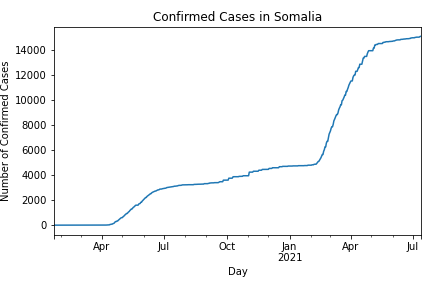 Confirmed Cases in Somalia
Number of Confirmed Cases
14000
12000
10000
8000
6000
4000
2000
0
Apr Jul Oct Jan Apr Jul
2021
Day